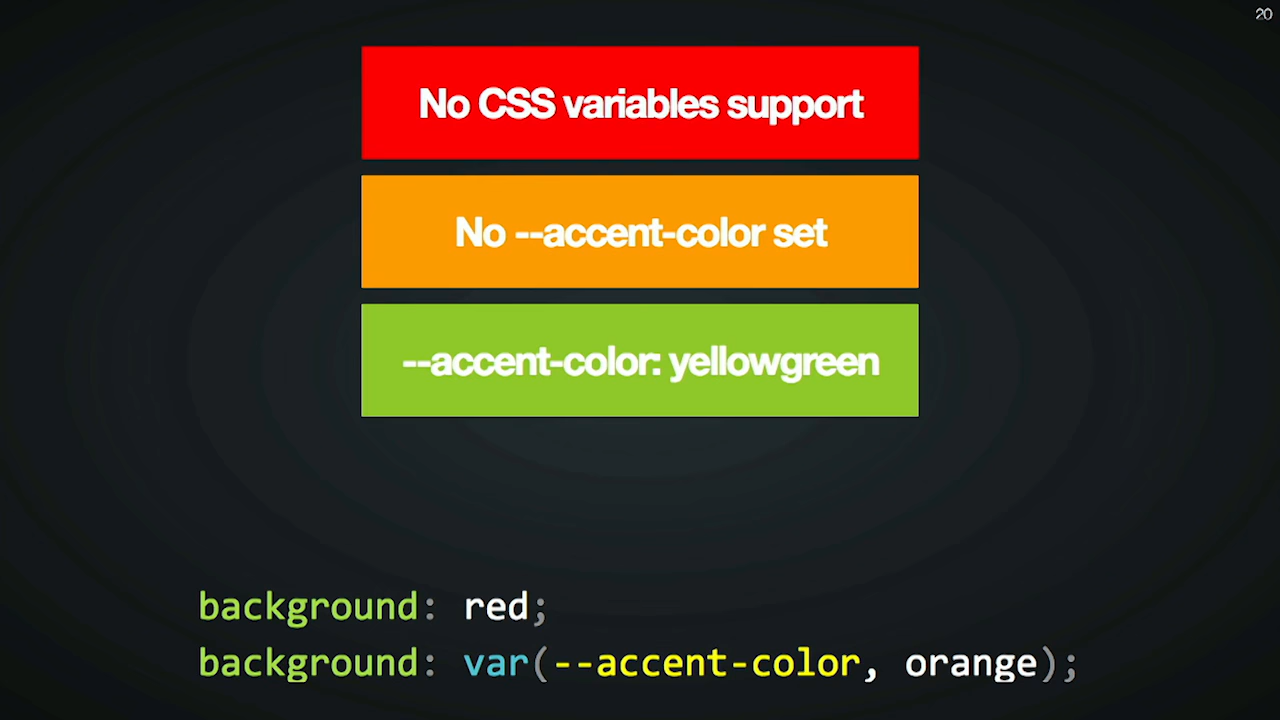 20
No CSS variables support
No --accent-color set
--accent-color: yellowgreen
background: red;
background: var(--accent-color, orange);